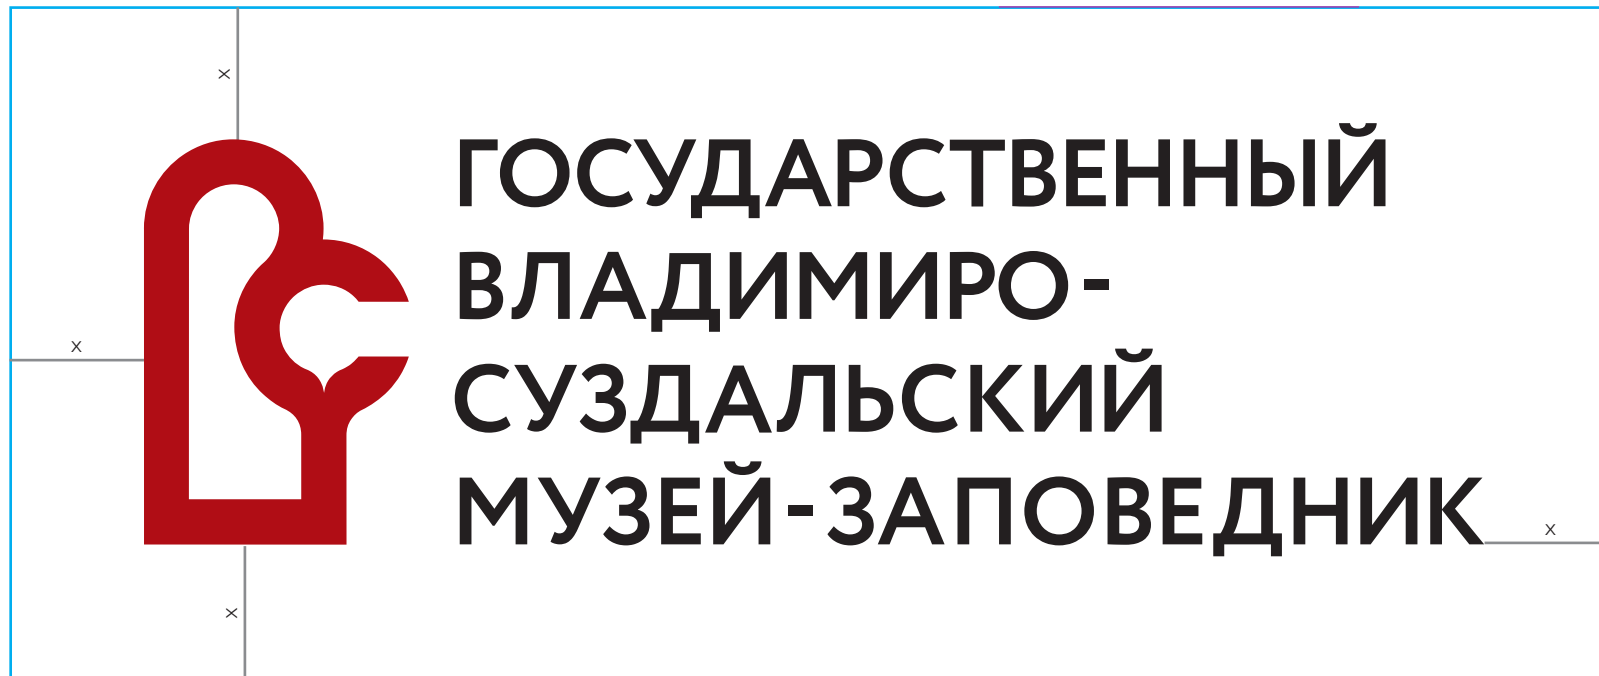 x
ГОСУДАРСТВЕННЫЙ
ВЛАДИМИРО-
x
СУЗДАЛЬСКИЙ
МУЗЕЙ-ЗАПОВЕДНИК
x
x